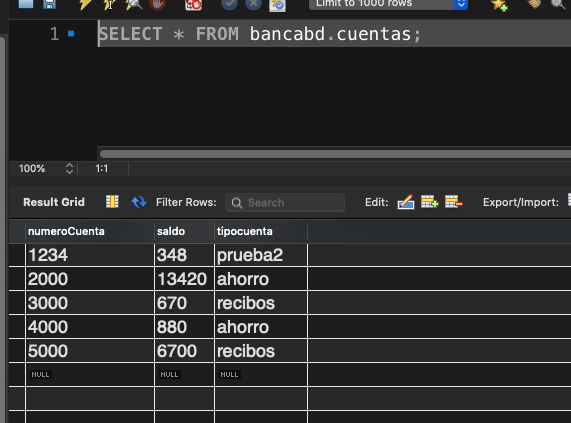 Limit to 1000 rows
1 SELECT * FROM bancabd.cuentas;
100% 1:1
Result Grid Filter Rows: Search Edit: Export/Import:
numeroCuenta saldo tipocuenta
1234 348 prueba2
2000 13420 ahorro
3000 670 recibos
4000 880 ahorro
5000 6700 recibos
NULL NULL NULL